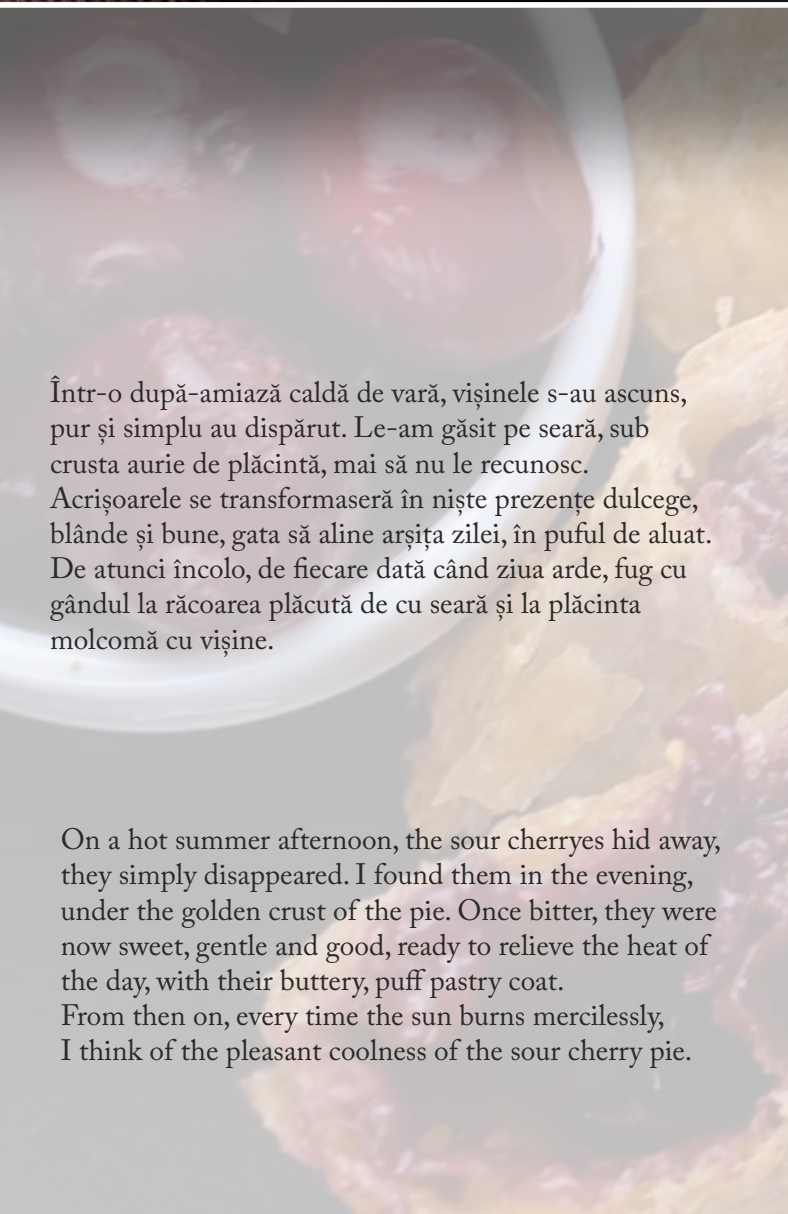 Într-o după-amiază caldă de vară, vișinele s-au ascuns,
pur și simplu au dispărut. Le-am găsit pe seară, sub
crusta aurie de plăcintă, mai să nu le recunosc.
Acrișoarele se transformaseră în niște prezențe dulcege,
blânde și bune, gata să aline arșița zilei, în puful de aluat.
De atunci încolo, de fiecare dată când ziua arde, fug cu
gândul la răcoarea plăcută de cu seară și la plăcinta
molcomă cu vișine.
On a hot summer afternoon, the sour cherryes hid away,
they simply disappeared. I found them in the evening,
under the golden crust of the pie. Once bitter, they were
now sweet, gentle and good, ready to relieve the heat of
the day, with their buttery, puff pastry coat.
From then on, every time the sun burns mercilessly,
I think of the pleasant coolness of the sour cherry pie.